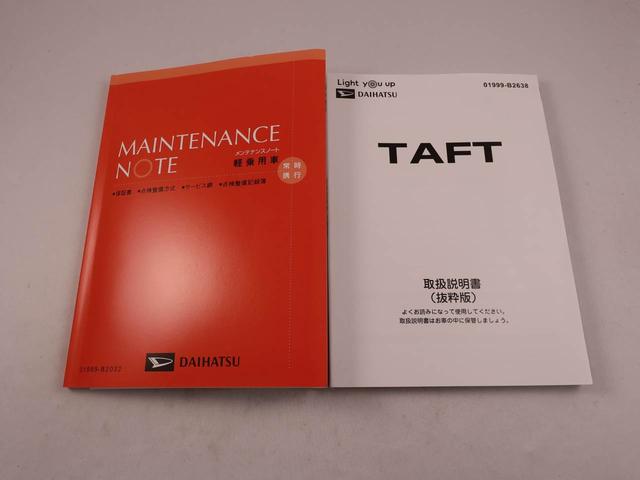 MAINTENANCE
NOTE
メンテナンスノート
軽乗用車
常時
携行
●保証書 ●点検整備方式 ●サービス網 ●点検整備記録簿
DAIHATSU
01999-B2032
Light you up
DAIHATSU
01999-B2638
TAFT
取扱説明書
(抜粋版)
よくお読みになって使用してください。
取扱説明書はお車の中に保管しましょう。